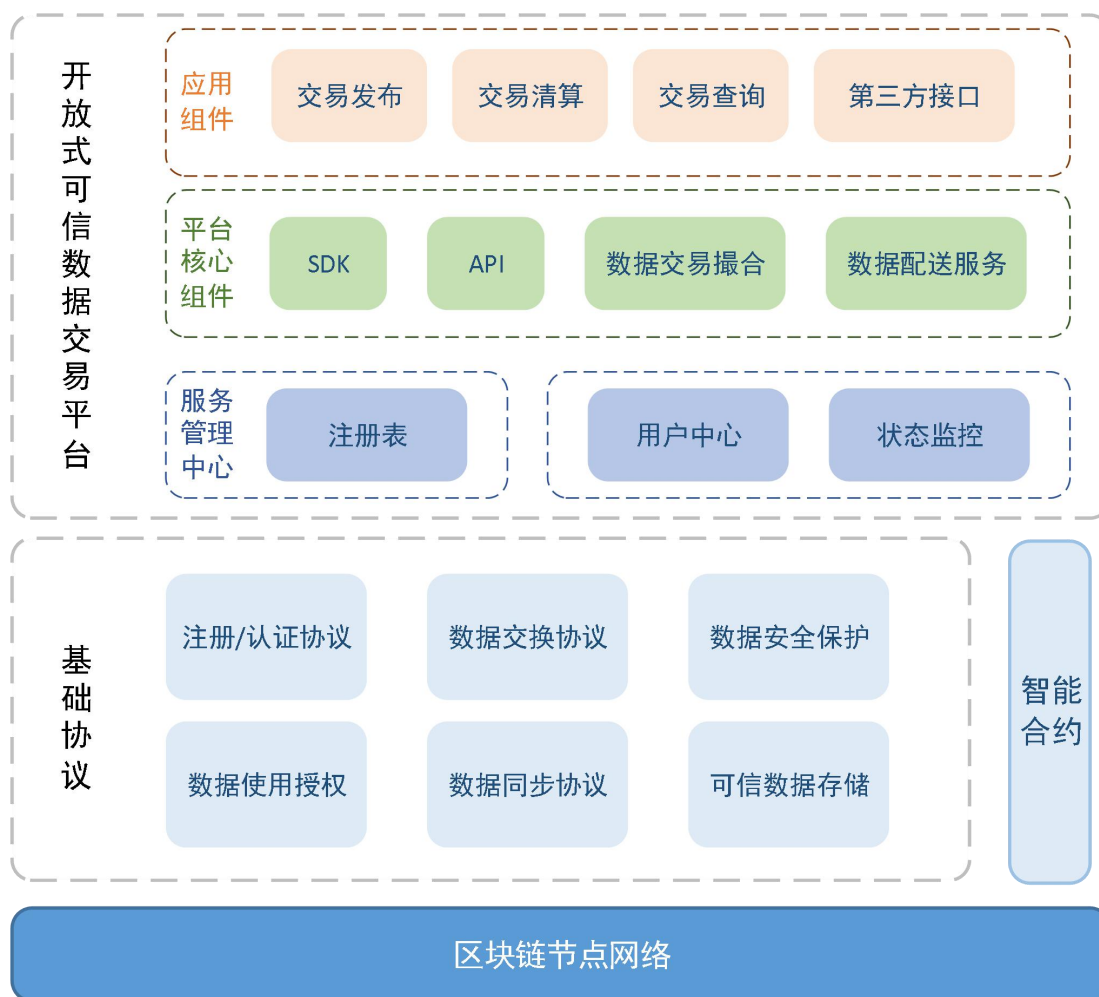 开放式可信数据交易平台
应用
组件
交易发布
交易清算
交易查询
第三方接口
平台
核心
组件
SDK
API
数据交易撮合
数据配送服务
服务
管理
中心
注册表
用户中心
状态监控
基础协议
注册/认证协议
数据交换协议
数据安全保护
数据使用授权
数据同步协议
可信数据存储
智能
合约
区块链节点网络